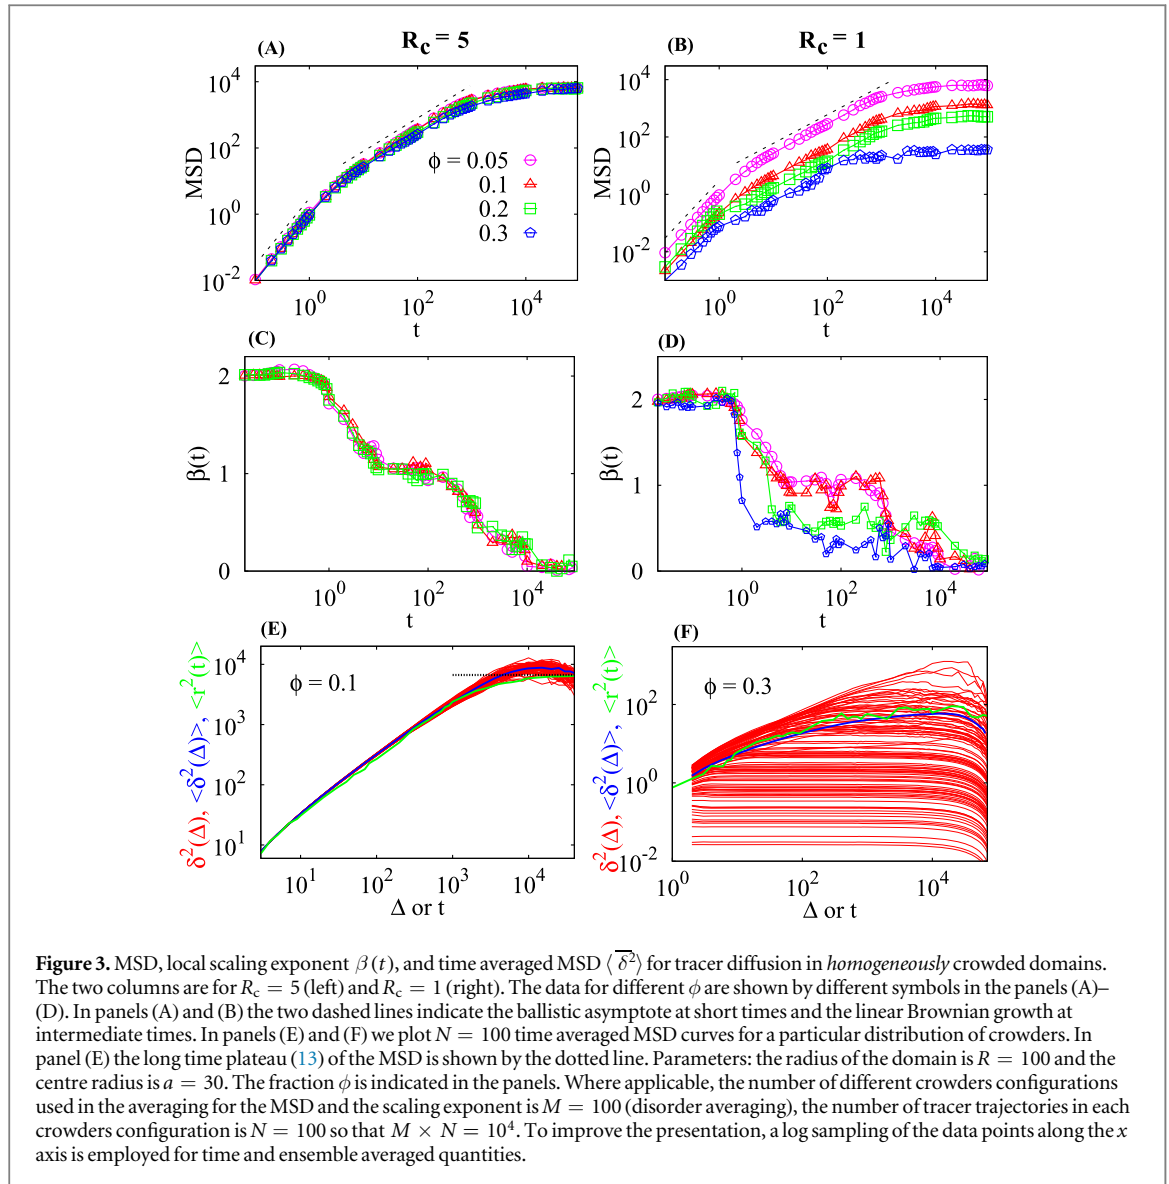 R_c = 5
R_c = 1
(A)
(B)
MSD
10^4
10^2
10^0
10^-2
ϕ = 0.05
0.1
0.2
0.3
10^0 10^2 10^4
t
MSD
10^4
10^2
10^0
10^-2
10^0 10^2 10^4
t
(C)
(D)
β(t)
2
1
0
10^0 10^2 10^4
t
β(t)
2
1
0
10^0 10^2 10^4
t
(E)
(F)
δ^2(Δ), <δ^2(Δ)>, <r^2(t)>
10^4
10^3
10^2
10^1
ϕ = 0.1
10^1 10^2 10^3 10^4
Δ or t
δ^2(Δ), <δ^2(Δ)>, <r^2(t)>
10^2
10^0
10^-2
ϕ = 0.3
10^0 10^2 10^4
Δ or t
Figure 3. MSD, local scaling exponent β(t), and time averaged MSD ⟨δ̅²⟩ for tracer diffusion in homogeneously crowded domains.
The two columns are for R_c = 5 (left) and R_c = 1 (right). The data for different ϕ are shown by different symbols in the panels (A)–
(D). In panels (A) and (B) the two dashed lines indicate the ballistic asymptote at short times and the linear Brownian growth at
intermediate times. In panels (E) and (F) we plot N = 100 time averaged MSD curves for a particular distribution of crowders. In
panel (E) the long time plateau (13) of the MSD is shown by the dotted line. Parameters: the radius of the domain is R = 100 and the
centre radius is a = 30. The fraction ϕ is indicated in the panels. Where applicable, the number of different crowders configurations
used in the averaging for the MSD and the scaling exponent is M = 100 (disorder averaging), the number of tracer trajectories in each
crowders configuration is N = 100 so that M × N = 10^4. To improve the presentation, a log sampling of the data points along the x
axis is employed for time and ensemble averaged quantities.